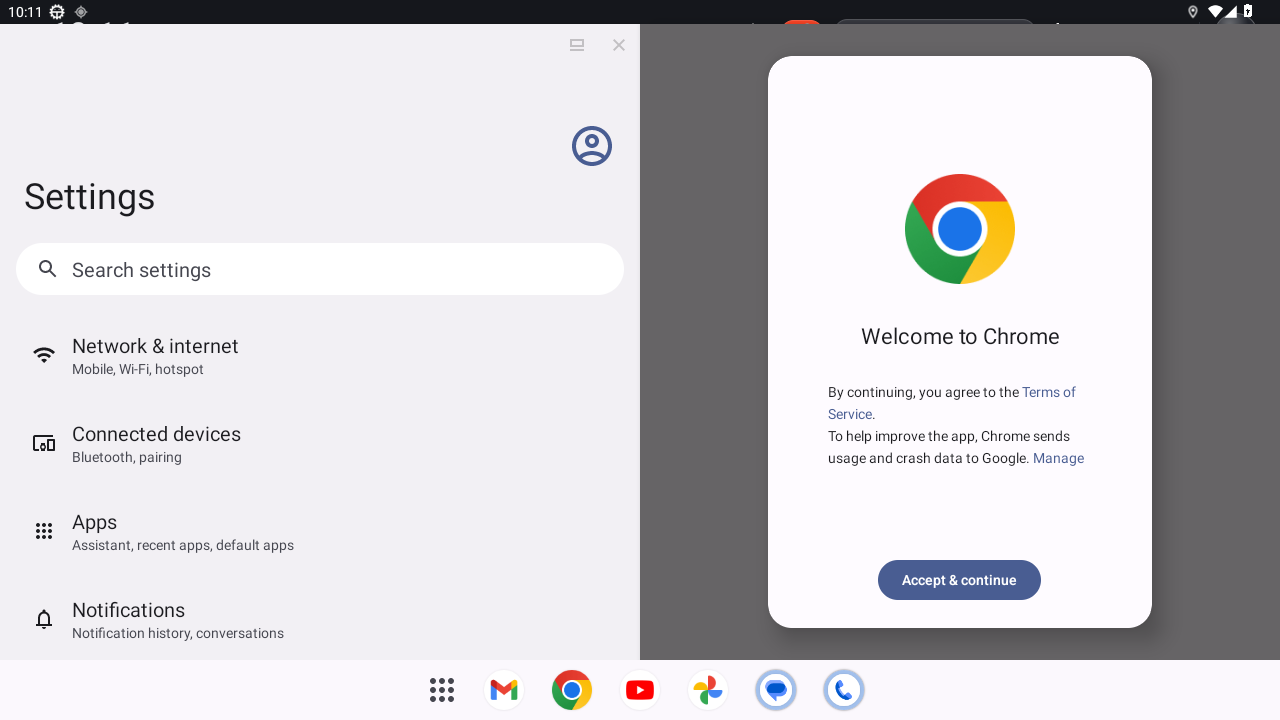 10:11
Settings
Search settings
Network & internet
Mobile, Wi-Fi, hotspot
Connected devices
Bluetooth, pairing
Apps
Assistant, recent apps, default apps
Notifications
Notification history, conversations
Welcome to Chrome
By continuing, you agree to the Terms of
Service.
To help improve the app, Chrome sends
usage and crash data to Google. Manage
Accept & continue